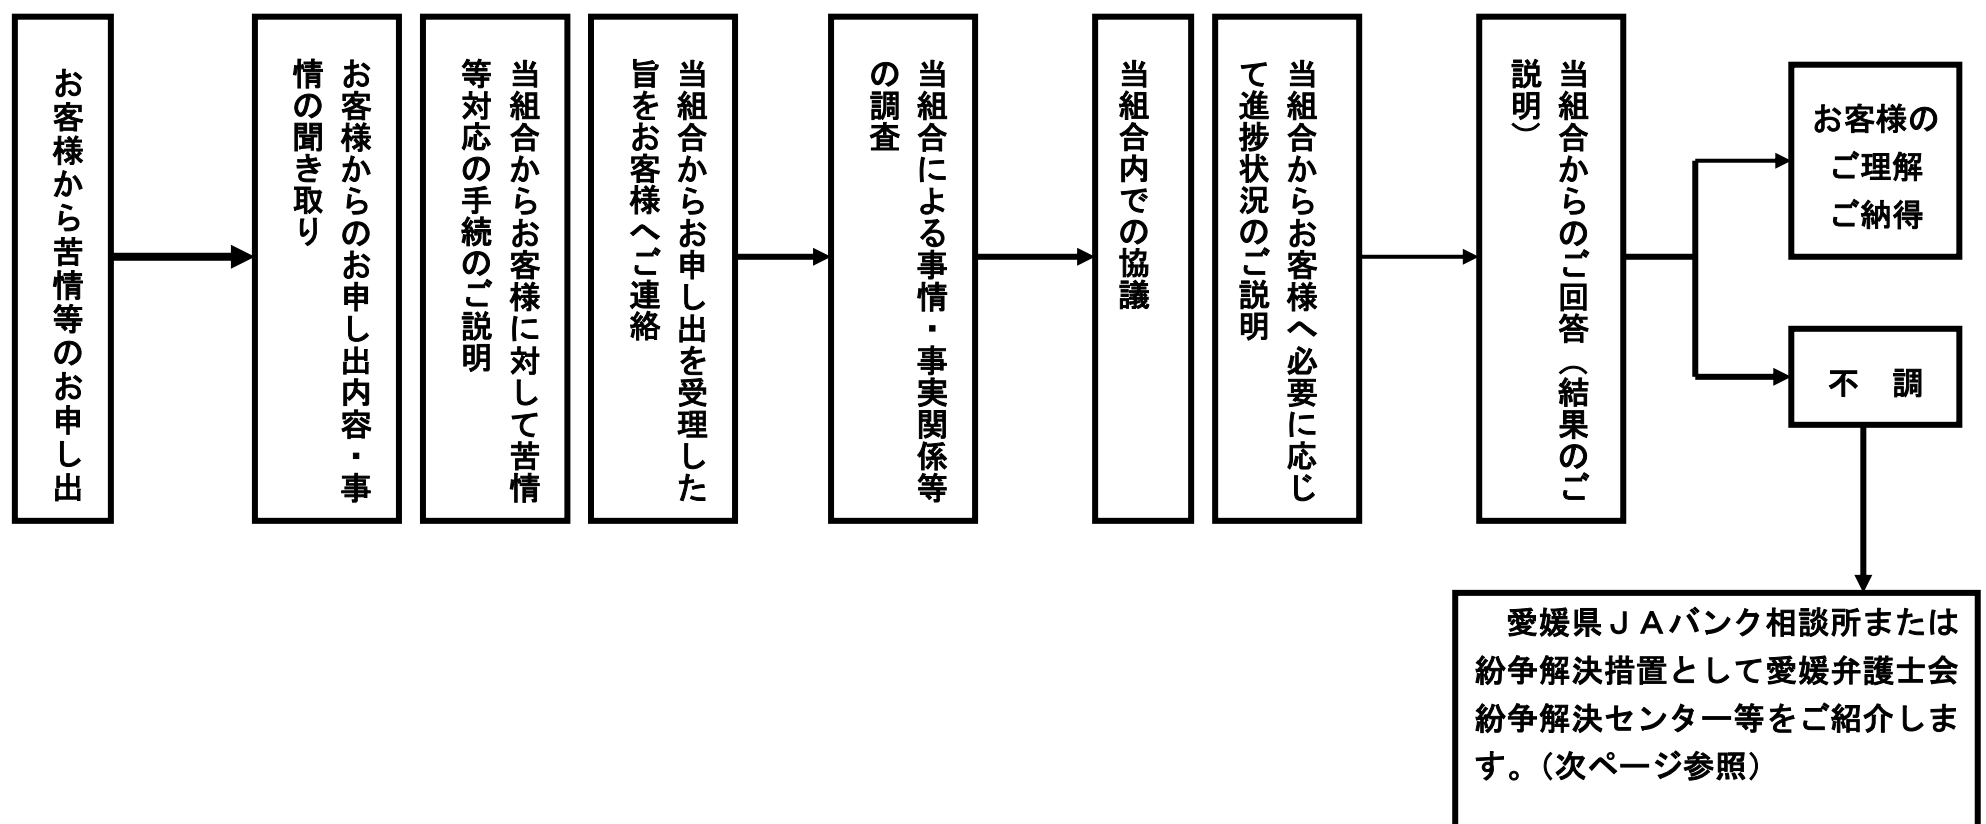 お客様から苦情等のお申し出
お客様からのお申し出内容・事
情の聞き取り
当組合からお客様に対して苦情
等対応の手続のご説明
当組合からお申し出を受理した
旨をお客様へご連絡
当組合による事情・事実関係等
の調査
当組合内での協議
当組合からお客様へ必要に応じ
て進捗状況のご説明
当組合からのご回答（結果のご
説明）
お客様の
ご理解
ご納得
不　調
愛媛県ＪＡバンク相談所または
紛争解決措置として愛媛弁護士会
紛争解決センター等をご紹介しま
す。（次ページ参照）